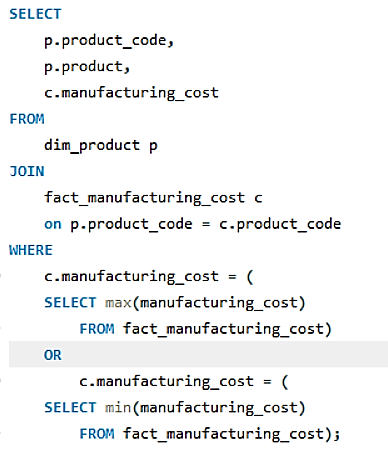 SELECT
p.product_code,
p.product,
c.manufacturing_cost
FROM
dim_product p
JOIN
fact_manufacturing_cost c
on p.product_code = c.product_code
WHERE
c.manufacturing_cost = (
SELECT max(manufacturing_cost)
FROM fact_manufacturing_cost)
OR
c.manufacturing_cost = (
SELECT min(manufacturing_cost)
FROM fact_manufacturing_cost);